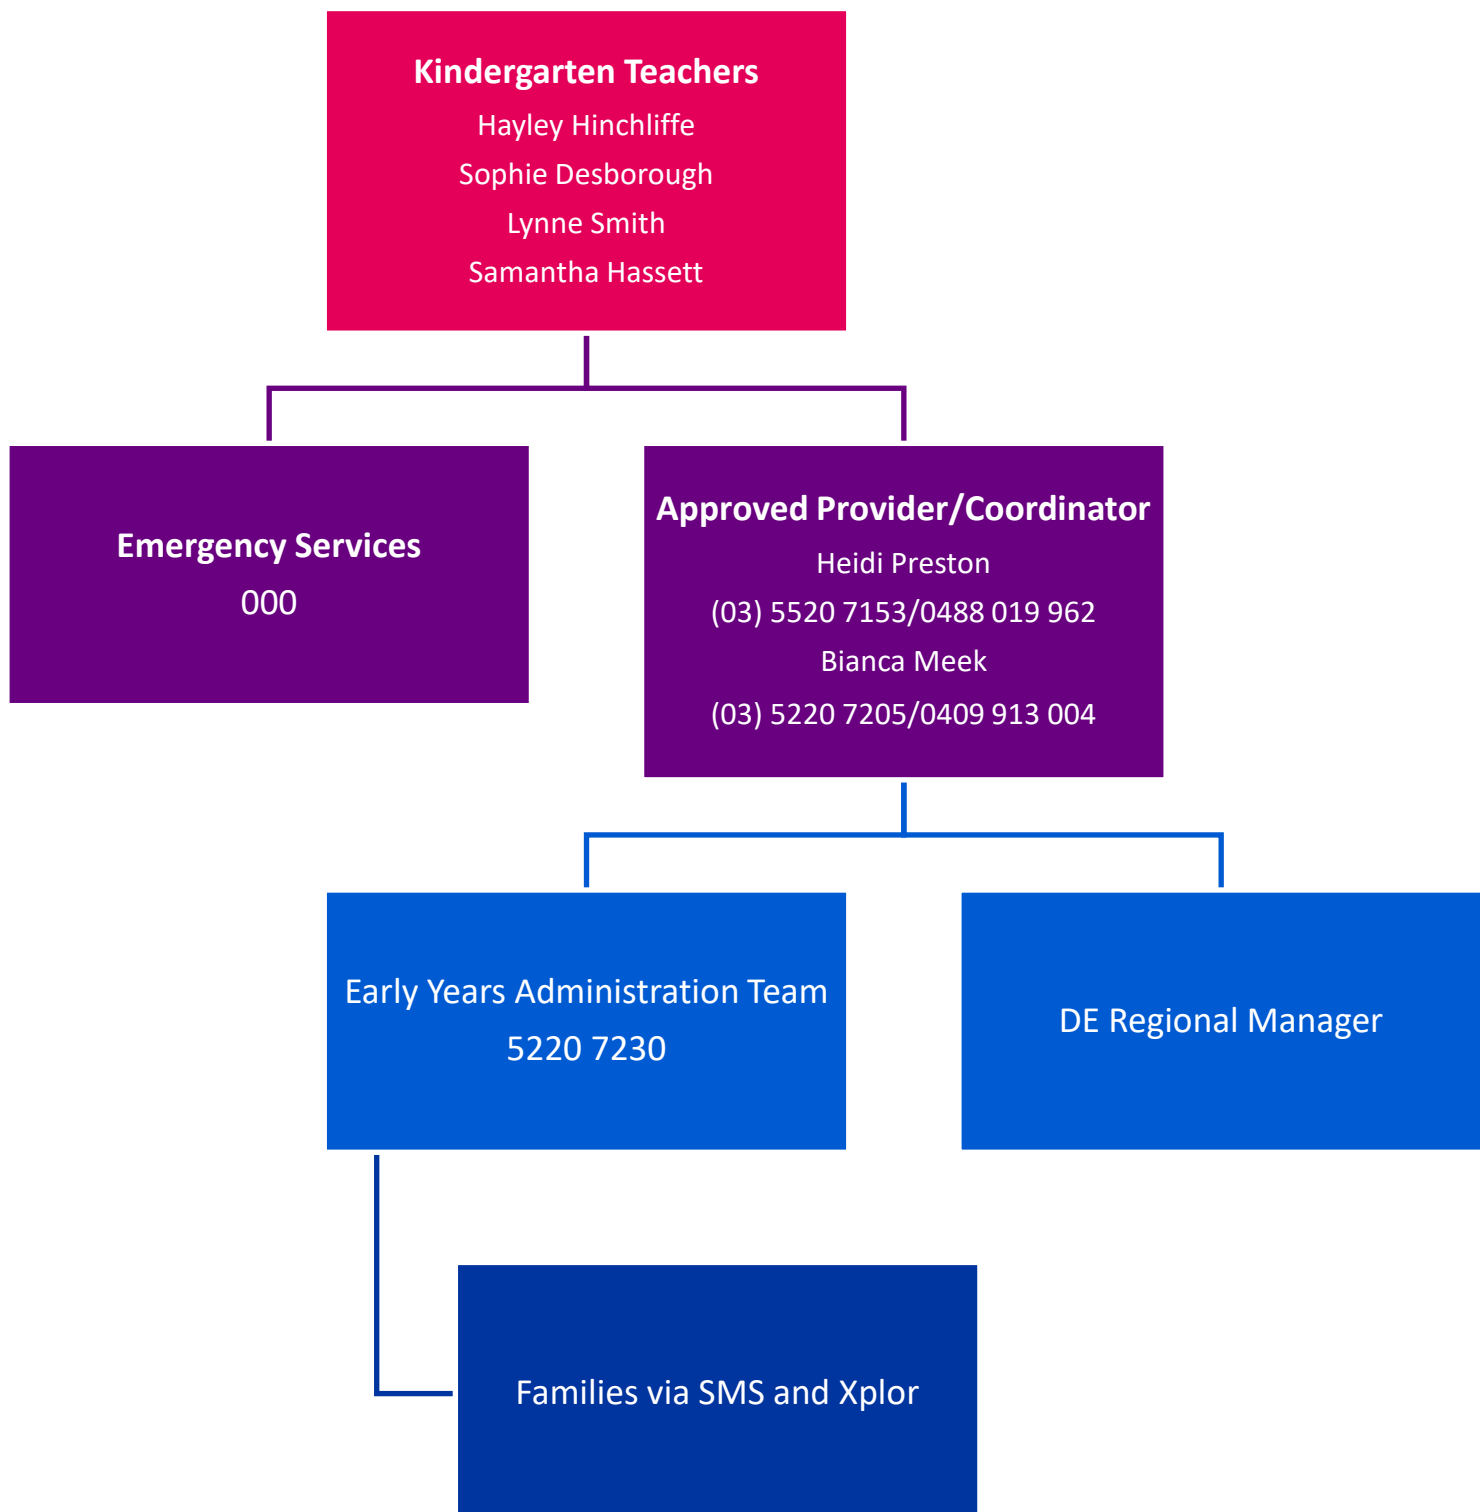 Kindergarten Teachers
Hayley Hinchliffe
Sophie Desborough
Lynne Smith
Samantha Hassett
Emergency Services
000
Approved Provider/Coordinator
Heidi Preston
(03) 5520 7153/0488 019 962
Bianca Meek
(03) 5220 7205/0409 913 004
Early Years Administration Team
5220 7230
DE Regional Manager
Families via SMS and Xplor